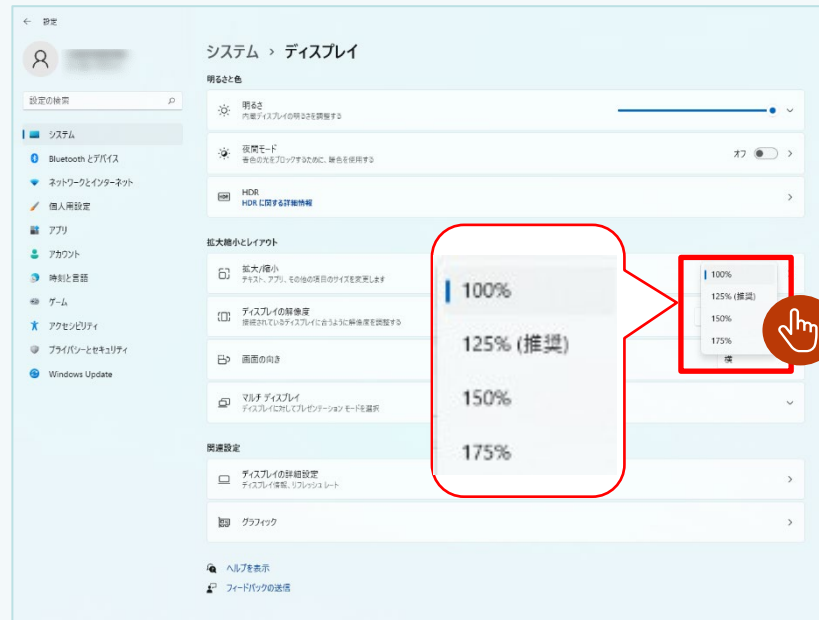 ← 設定
システム › ディスプレイ
明るさと色
設定の検索
システム
Bluetooth とデバイス
ネットワークとインターネット
個人用設定
アプリ
アカウント
時刻と言語
ゲーム
アクセシビリティ
プライバシーとセキュリティ
Windows Update
明るさ
内蔵ディスプレイの明るさを調整する
夜間モード
青色の光をブロックするために、暖色を使用する
オフ
HDR
HDR
HDR に関する詳細情報
拡大縮小とレイアウト
拡大/縮小
テキスト、アプリ、その他の項目のサイズを変更します
ディスプレイの解像度
接続されているディスプレイに合うように解像度を調整する
画面の向き
横
マルチ ディスプレイ
ディスプレイに対してプレゼンテーション モードを選択
100%
125% (推奨)
150%
175%
100%
125% (推奨)
150%
175%
関連設定
ディスプレイの詳細設定
ディスプレイ情報、リフレッシュ レート
グラフィック
ヘルプを表示
フィードバックの送信